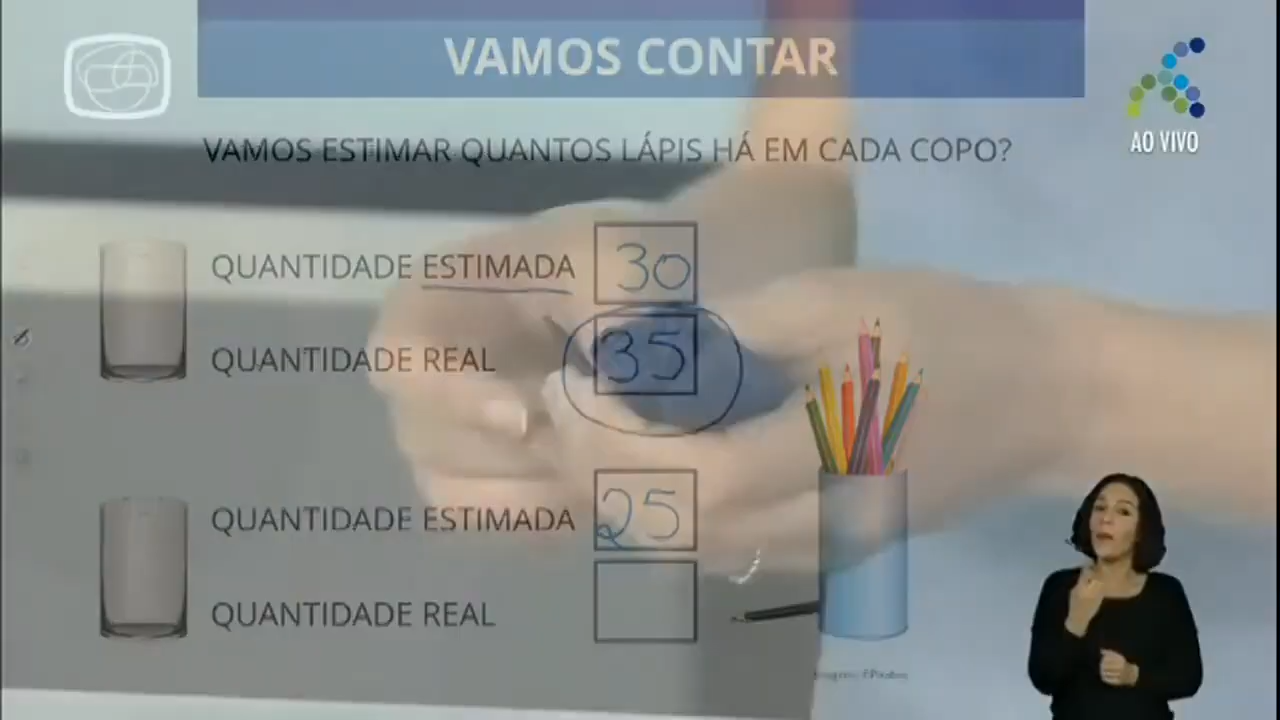 VAMOS CONTAR
AO VIVO
VAMOS ESTIMAR QUANTOS LÁPIS HÁ EM CADA COPO?
QUANTIDADE ESTIMADA 30
QUANTIDADE REAL 35
QUANTIDADE ESTIMADA 25
QUANTIDADE REAL